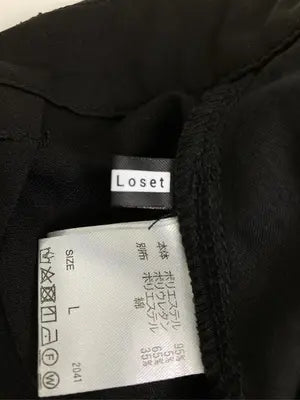 Loset
本体 ポリエステル 95%
ポリウレタン 5%
別布 ポリエステル 65%
綿 35%
SIZE L 2041
F W